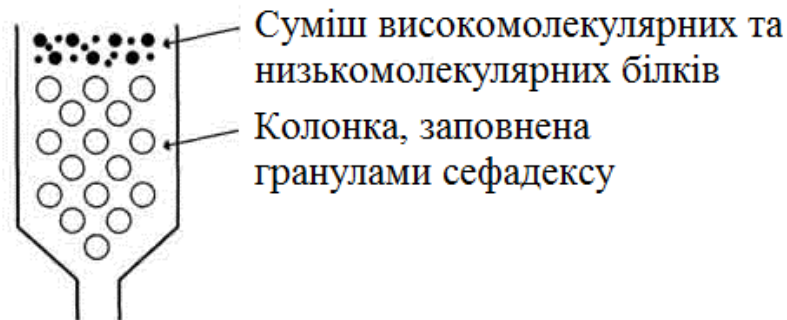 Суміш високомолекулярних та
низькомолекулярних білків
Колонка, заповнена
гранулами сефадексу